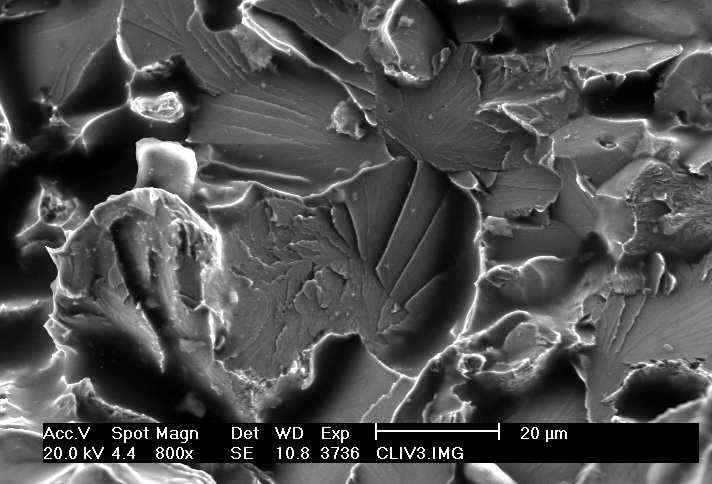 Acc.V Spot Magn Det WD Exp 20 µm
20.0 kV 4.4 800x SE 10.8 3736 CLIV3.IMG